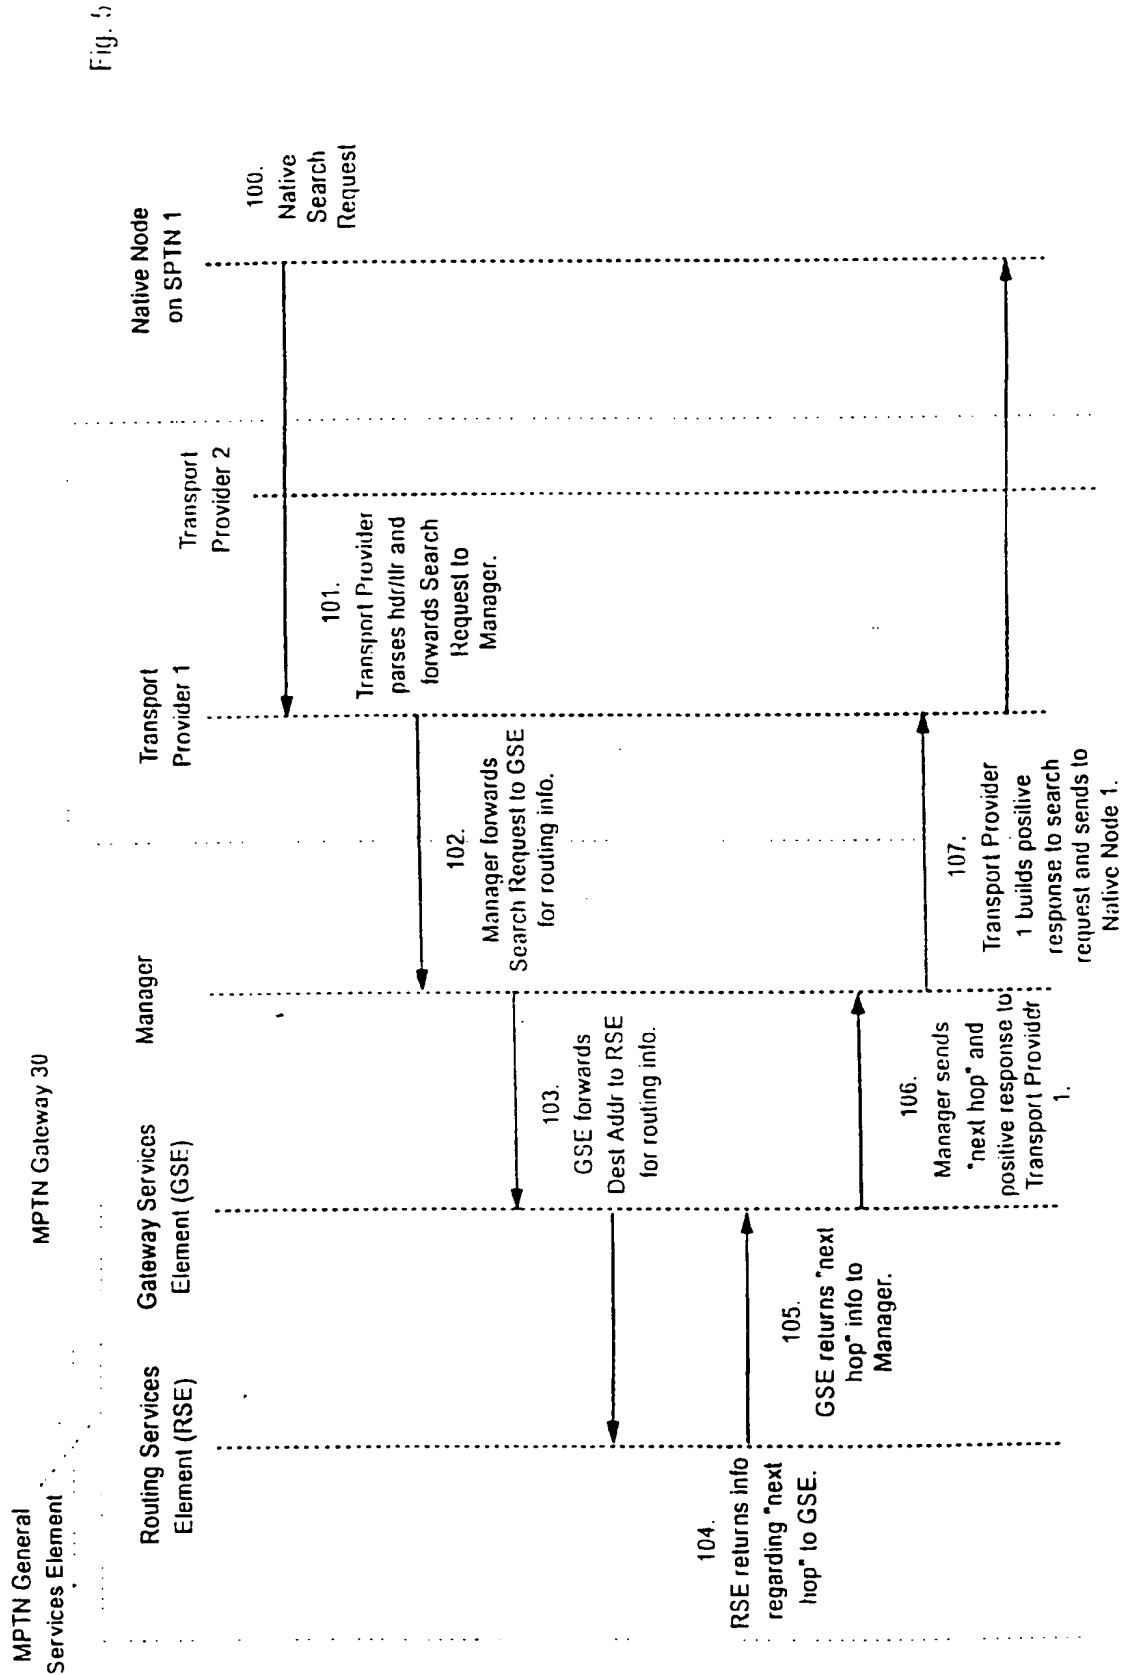 Fig. 5
MPTN General
Services Element
MPTN Gateway 30
Routing Services
Element (RSE)
Gateway Services
Element (GSE)
Manager
Transport
Provider 1
Transport
Provider 2
Native Node
on SPTN 1
100.
Native
Search
Request
101.
Transport Provider
parses hdr/tlr and
forwards Search
Request to
Manager.
102.
Manager forwards
Search Request to GSE
for routing info.
103.
GSE forwards
Dest Addr to RSE
for routing info.
104.
RSE returns info
regarding "next
hop" to GSE.
105.
GSE returns "next
hop" info to
Manager.
106.
Manager sends
"next hop" and
positive response to
Transport Provider
1.
107.
Transport Provider
1 builds positive
response to search
request and sends to
Native Node 1.